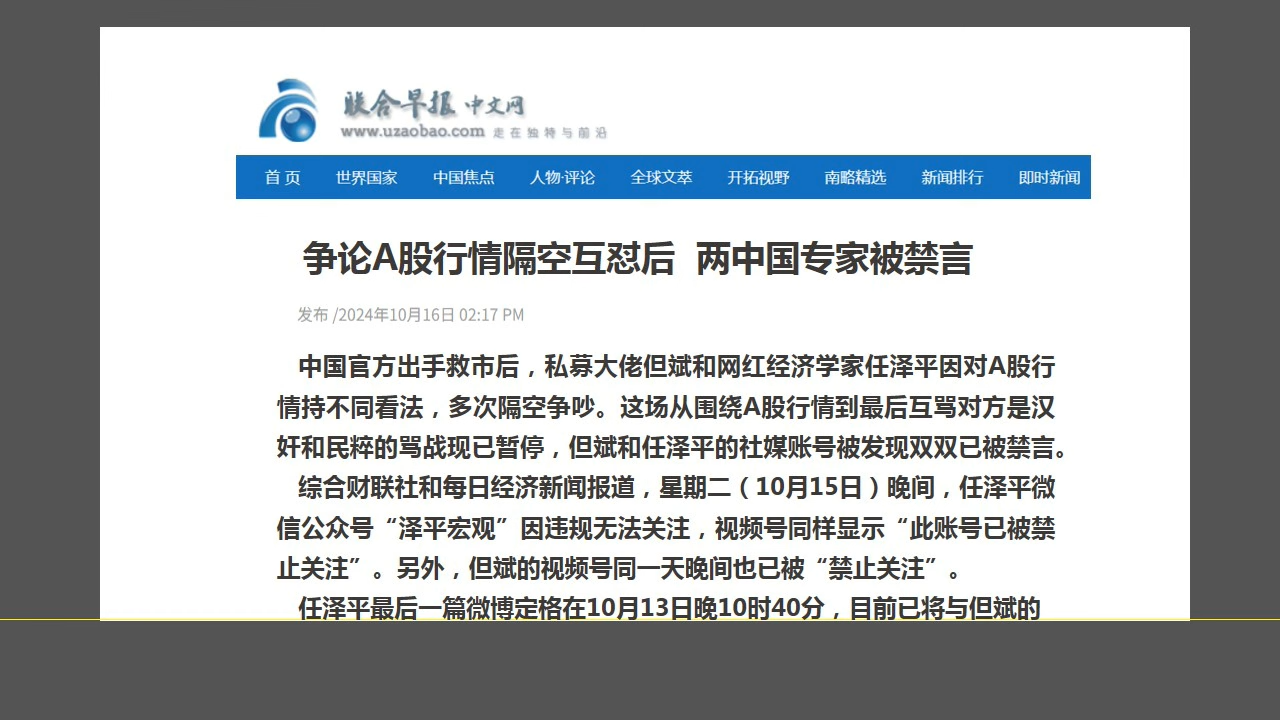 联合早报 中文网
www.uzaobao.com 走在独特与前沿
首 页 世界国家 中国焦点 人物·评论 全球文萃 开拓视野 南略精选 新闻排行 即时新闻
争论A股行情隔空互怼后 两中国专家被禁言
发布 /2024年10月16日 02:17 PM
中国官方出手救市后，私募大佬但斌和网红经济学家任泽平因对A股行
情持不同看法，多次隔空争吵。这场从围绕A股行情到最后互骂对方是汉
奸和民粹的骂战现已暂停，但斌和任泽平的社媒账号被发现双双已被禁言。
综合财联社和每日经济新闻报道，星期二（10月15日）晚间，任泽平微
信公众号“泽平宏观”因违规无法关注，视频号同样显示“此账号已被禁
止关注”。另外，但斌的视频号同一天晚间也已被“禁止关注”。
任泽平最后一篇微博定格在10月13日晚10时40分，目前已将与但斌的